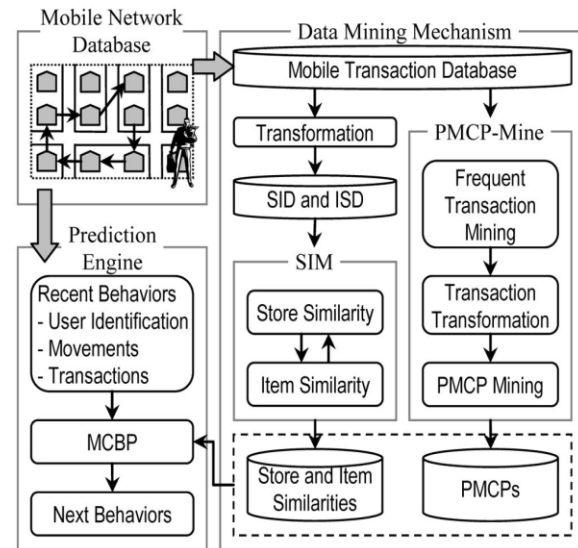 Mobile Network
Database
Data Mining Mechanism
Mobile Transaction Database
Transformation
SID and ISD
SIM
Store Similarity
Item Similarity
PMCP-Mine
Frequent
Transaction
Mining
Transaction
Transformation
PMCP Mining
Prediction
Engine
Recent Behaviors
- User Identification
- Movements
- Transactions
MCBP
Next Behaviors
Store and Item
Similarities
PMCPs